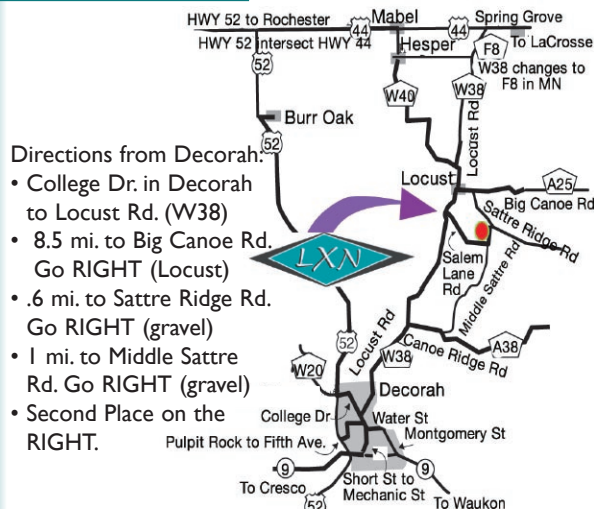 HWY 52 to Rochester
Mabel
44
44
Spring Grove
To LaCrosse
HWY 52 intersect HWY 44
Hesper
F8
W38 changes to
F8 in MN
52
W40
W38
Locust Rd
Burr Oak
52
Locust
A25
Big Canoe Rd
Sattre Ridge Rd
Salem
Lane
Rd
Middle Sattre Rd
LXN
Directions from Decorah:
• College Dr. in Decorah
to Locust Rd. (W38)
• 8.5 mi. to Big Canoe Rd.
Go RIGHT (Locust)
• .6 mi. to Sattre Ridge Rd.
Go RIGHT (gravel)
• 1 mi. to Middle Sattre
Rd. Go RIGHT (gravel)
• Second Place on the
RIGHT.
52
Locust Rd
W38
Canoe Ridge Rd
A38
W20
Decorah
College Dr
Water St
Montgomery St
Pulpit Rock to Fifth Ave.
9
9
To Cresco
Short St to
Mechanic St
52
To Waukon